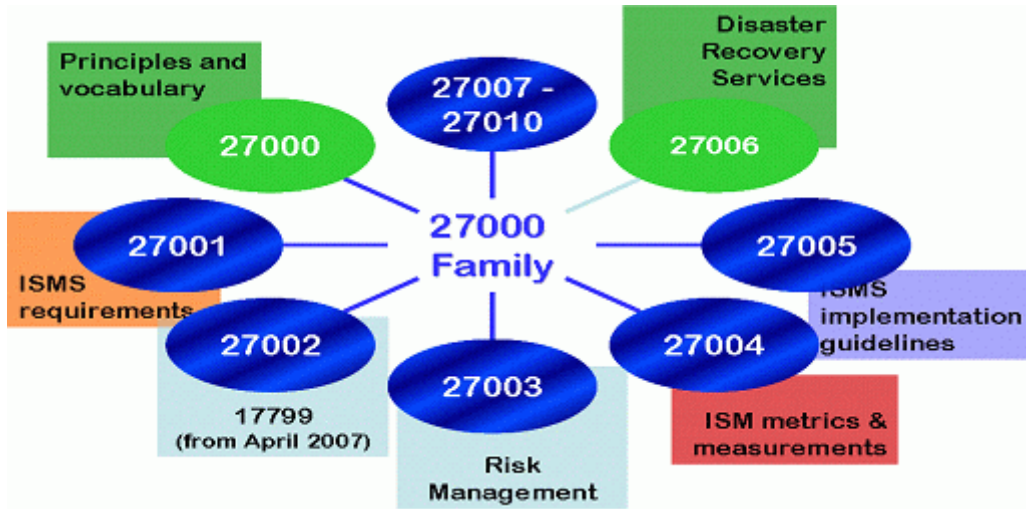 Principles and
vocabulary
27000
27007 -
27010
Disaster
Recovery
Services
27006
27000
Family
27001
ISMS
requirements
27005
ISMS
implementation
guidelines
27002
17799
(from April 2007)
27003
Risk
Management
27004
ISM metrics &
measurements